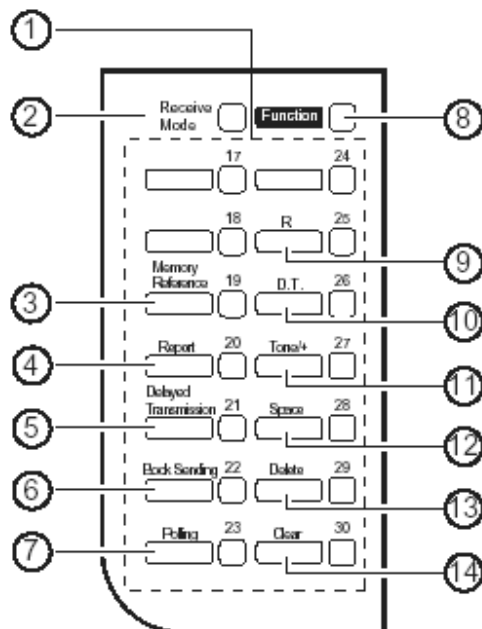 1
2 Receive Mode Function 8
17 24
18 R 25
9
Memory
Reference 19 D.T. 26
3 10
Report 20 Tone/+ 27
4 11
Delayed
Transmission 21 Space 28
5 12
Book Sending 22 Delete 29
6 13
Polling 23 Clear 30
7 14